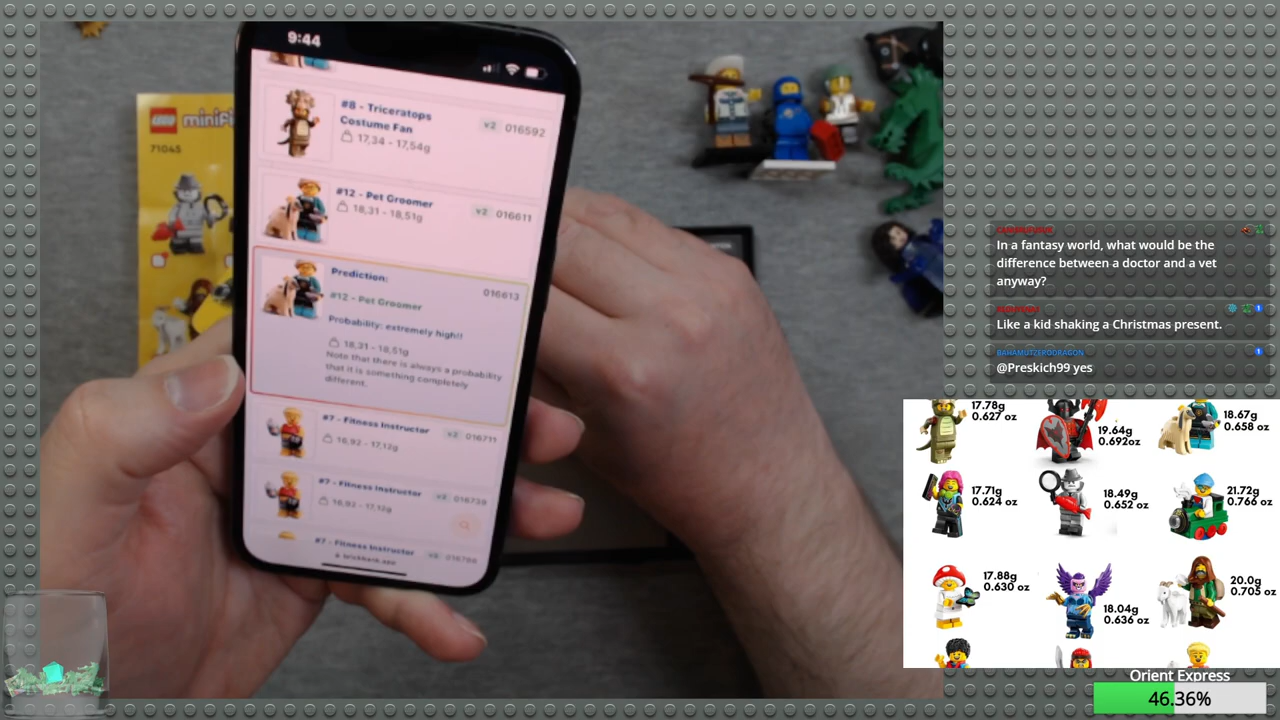 9:44
#8 - Triceratops
Costume Fan
v2 016592
17,34 - 17,54g
#12 - Pet Groomer
v2 016611
18,31 - 18,51g
Prediction:
016613
#12 - Pet Groomer
Probability: extremely high!!
18,31 - 18,51g
Note that there is always a probability
that it is something completely
different.
#7 - Fitness Instructor
v3 016711
16,92 - 17,12g
#7 - Fitness Instructor
16,92 - 17,12g
#7 - Fitness Instructor
LEGO minifi
71045
In a fantasy world, what would be the
difference between a doctor and a vet
anyway?
Like a kid shaking a Christmas present.
BAHAMUTZERODRAGON
@Preskich99 yes
17.78g
0.627 oz
19.64g
0.692oz
18.67g
0.658 oz
17.71g
0.624 oz
18.49g
0.652 oz
21.72g
0.766 oz
17.88g
0.630 oz
18.04g
0.636 oz
20.0g
0.705 oz
Orient Express
46.36%